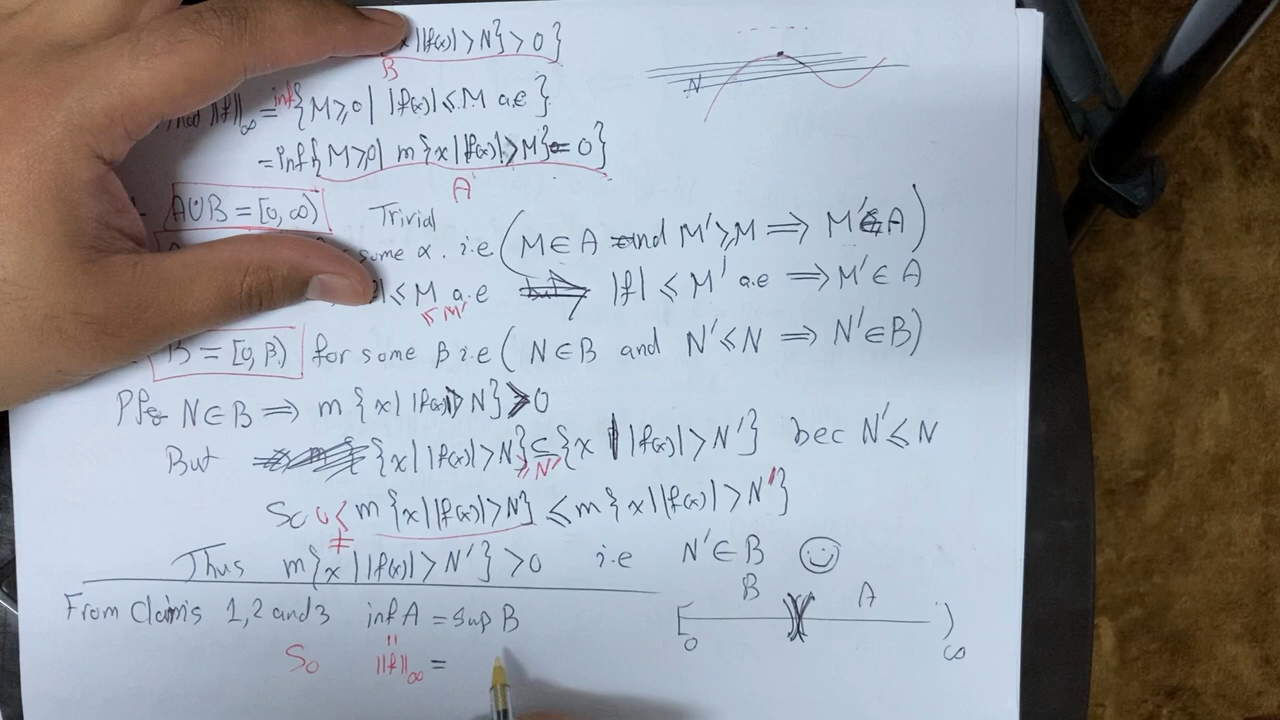 x||f(x)|>N}>0}
B
N
||f||∞ = inf{M≥0| |f(x)|≤M a.e}
=inf{M≥0| m{x||f(x)|>M}=0}
A
A∪B=[0,∞) Trivial
some α. i.e (M∈A and M'≥M ⟹ M'∈A)
≤M a.e ⟹ |f|≤M' a.e ⟹ M'∈A
≤M'
B=[0,β) for some β i.e (N∈B and N'≤N ⟹ N'∈B)
N∈B ⟹ m{x||f(x)|>N}>0
But {x||f(x)|>N}⊆{x||f(x)|>N'} bec N'≤N
≥N'
So 0< m{x||f(x)|>N} ≤ m{x||f(x)|>N'}
≠
Thus m{x||f(x)|>N'}>0 i.e N'∈B
B A
0 ∞
From Claims 1,2 and 3 inf A = sup B
So ||f||∞ =